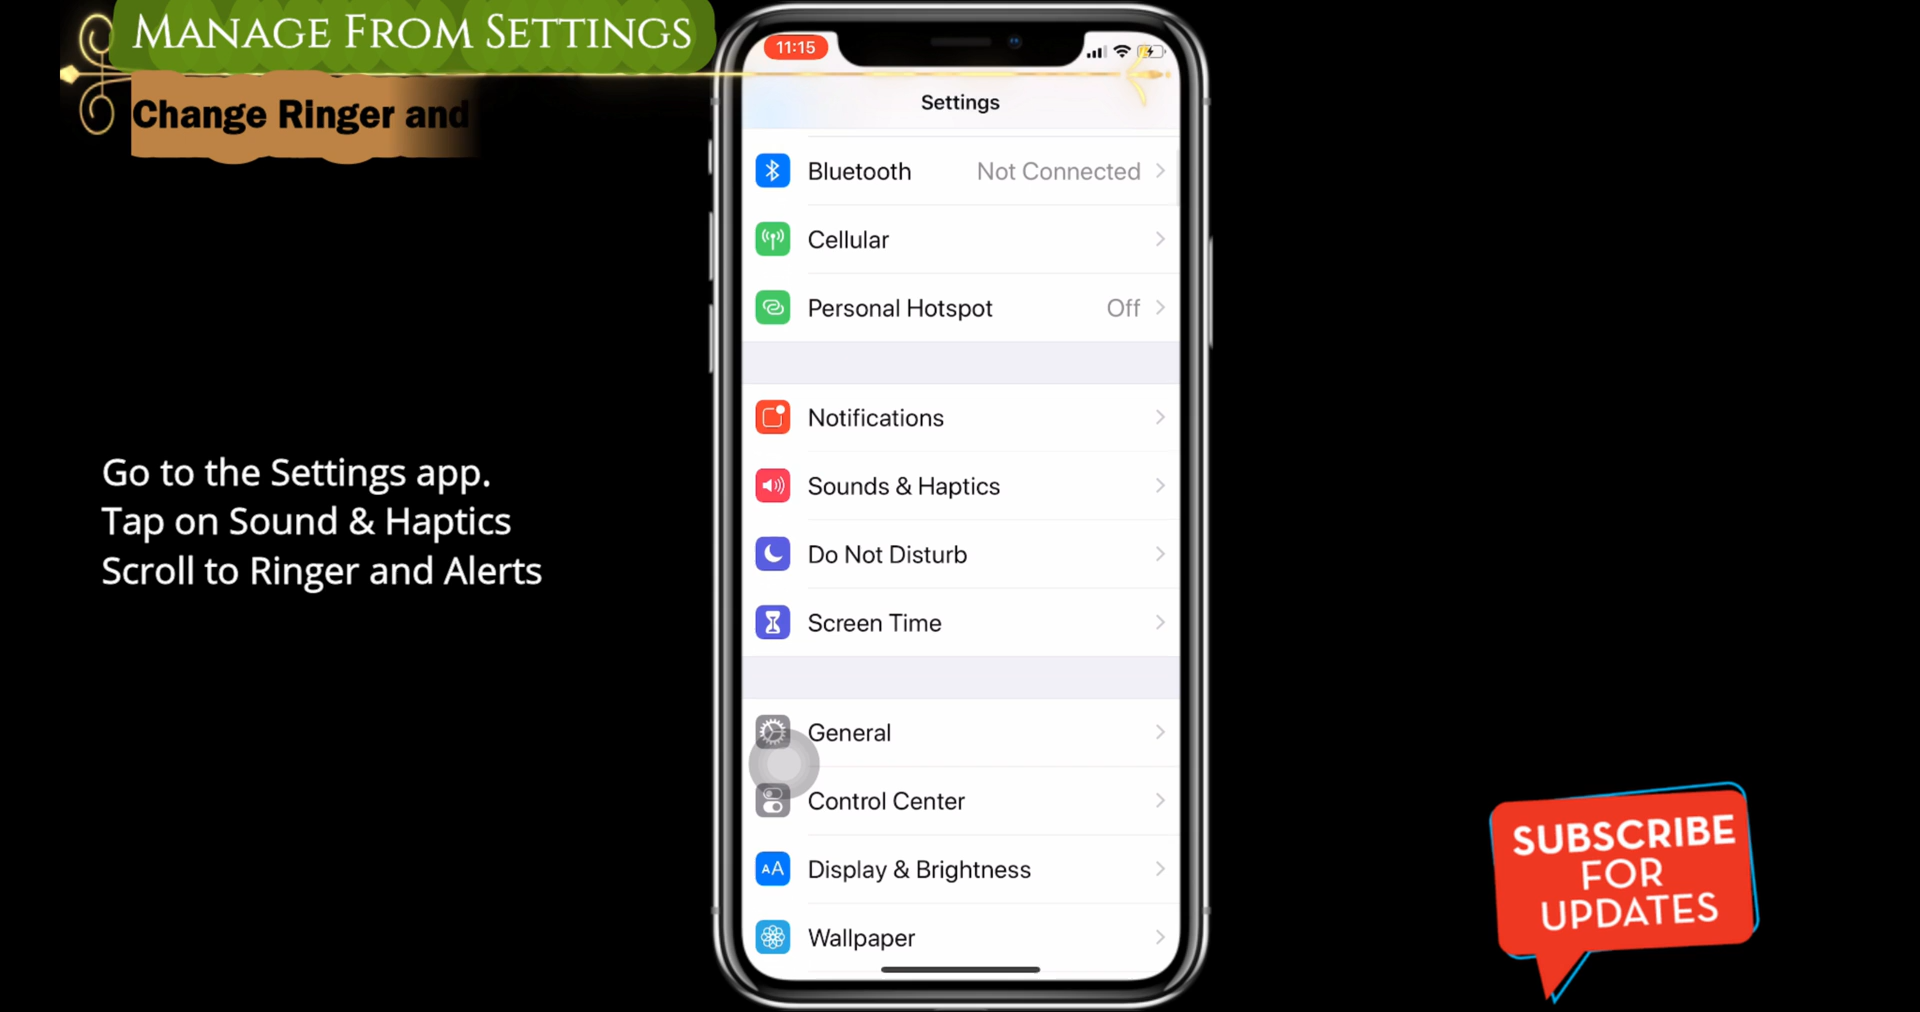 MANAGE FROM SETTINGS
Change Ringer and
Go to the Settings app.
Tap on Sound & Haptics
Scroll to Ringer and Alerts
11:15
Settings
Bluetooth Not Connected
Cellular
Personal Hotspot Off
Notifications
Sounds & Haptics
Do Not Disturb
Screen Time
General
Control Center
AA Display & Brightness
Wallpaper
SUBSCRIBE
FOR
UPDATES